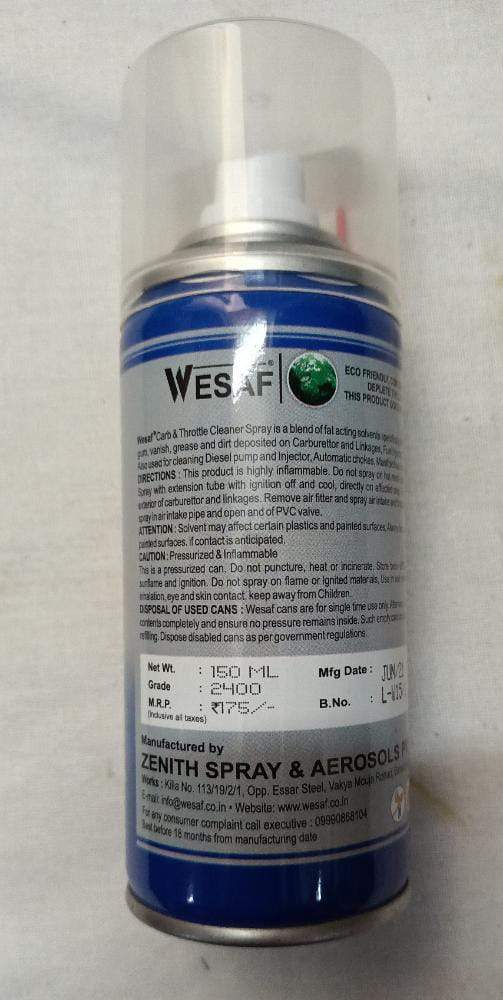 WESAF®
ECO FRIENDLY, CON
DEPLETE
THIS PRODUCT
Wesaf® Carb & Throttle Cleaner Spray is a blend of fat acting solvents
gum, varnish, grease and dirt deposited on Carburettor and Linkages,
Also used for cleaning Diesel pump and Injector, Automatic chokes,
DIRECTIONS : This product is highly inflammable. Do not spray on hot
Spray with extension tube with ignition off and cool, directly on affected
exterior of carburettor and linkages. Remove air fitter and spray air intake
spray in air intake pipe and open and of PVC valve.
ATTENTION : Solvent may affect certain plastics and painted surfaces,
painted surfaces. if contact is anticipated.
CAUTION : Pressurized & Inflammable
This is a pressurized can. Do not puncture, heat or incinerate. Store
sunflame and ignition. Do not spray on flame or Ignited materials, Use in
inhalation, eye and skin contact, keep away from Children.
DISPOSAL OF USED CANS : Wesaf cans are for single time use only.
contents completely and ensure no pressure remains inside. Such empty
refilling. Dispose disabled cans as per government regulations.
Net Wt. : 150 ML
Grade : 2400
M.R.P. : ₹175/-
(Inclusive all taxes)
Mfg Date : JUN/21
B.No. : L-W15
Manufactured by
ZENITH SPRAY & AEROSOLS P
Works : Killa No. 113/19/2/1, Opp. Essar Steel, Vakya
E-mail: info@wesaf.co.in • Website: www.wesaf.co.in
For any consumer complaint call executive : 09990868104
Best before 18 months from manufacturing date